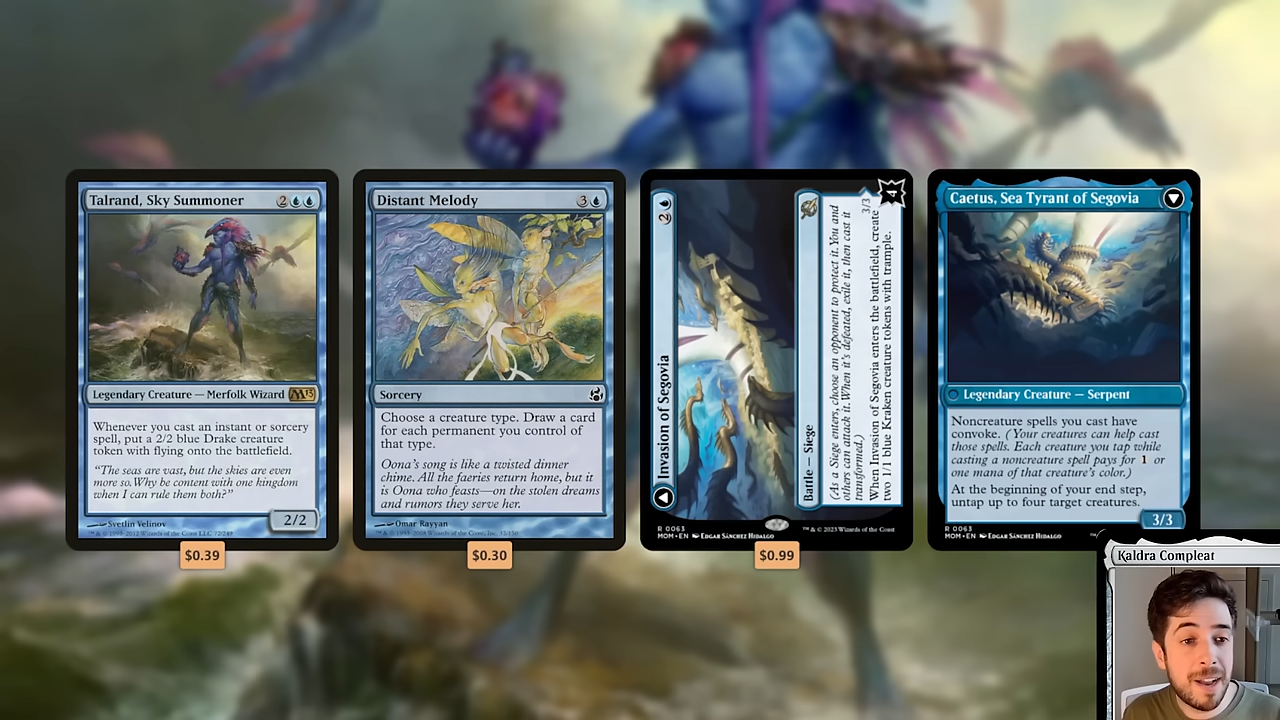 Talrand, Sky Summoner 2
Legendary Creature — Merfolk Wizard M13
Whenever you cast an instant or sorcery
spell, put a 2/2 blue Drake creature
token with flying onto the battlefield.
“The seas are vast, but the skies are even
more so. Why be content with one kingdom
when I can rule them both?”
Svetlin Velinov
2/2
$0.39
Distant Melody 3
Sorcery
Choose a creature type. Draw a card
for each permanent you control of
that type.
Oona's song is like a twisted dinner
chime. All the faeries return home, but it
is Oona who feasts—on the stolen dreams
and rumors they serve her.
Omar Rayyan
$0.30
Invasion of Segovia 2
Battle — Siege
(As a Siege enters, choose an opponent to protect it. You and
others can attack it. When it's defeated, exile it, then cast it
transformed.)
When Invasion of Segovia enters the battlefield, create
two 1/1 blue Kraken creature tokens with trample.
3/3
4
R 0063
MOM • EN EDGAR SÁNCHEZ HIDALGO
™ & © 2023 Wizards of the Coast
$0.99
Caetus, Sea Tyrant of Segovia
Legendary Creature — Serpent
Noncreature spells you cast have
convoke. (Your creatures can help cast
those spells. Each creature you tap while
casting a noncreature spell pays for 1 or
one mana of that creature's color.)
At the beginning of your end step,
untap up to four target creatures.
3/3
R 0063
MOM • EN EDGAR SÁNCHEZ HIDALGO
Kaldra Compleat